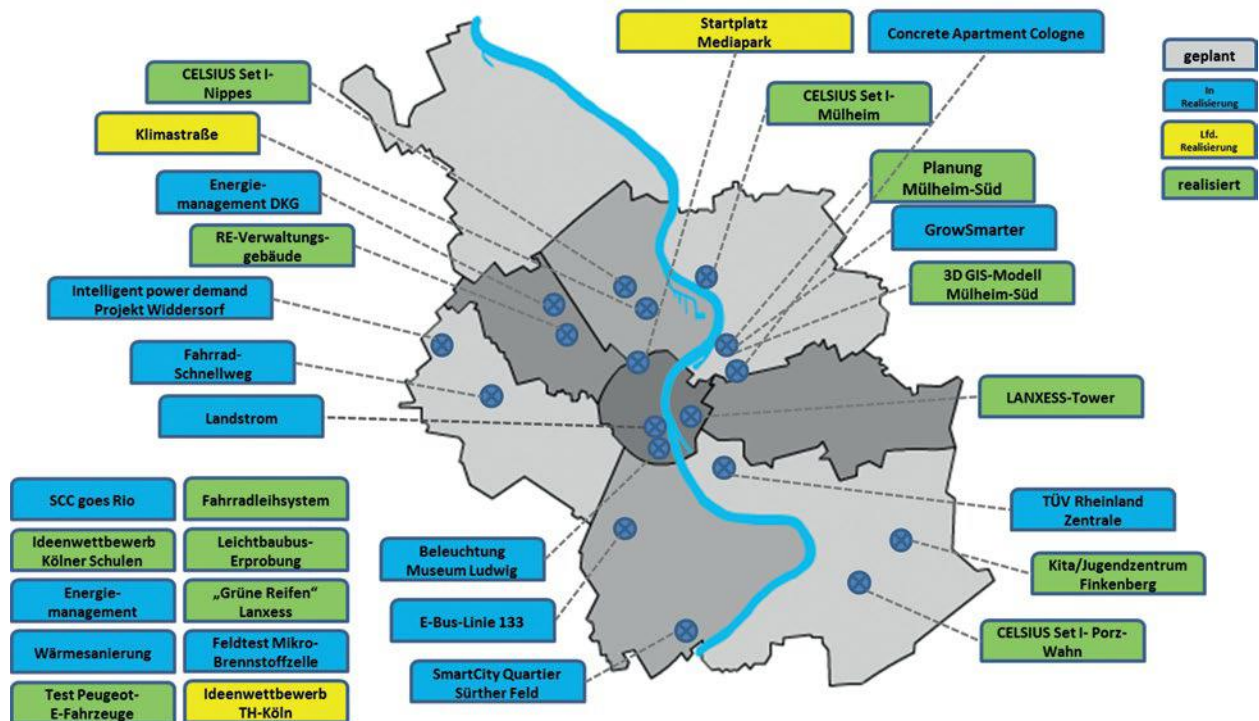 Startplatz
Mediapark
Concrete Apartment Cologne
geplant
In
Realisierung
Lfd.
Realisierung
realisiert
CELSIUS Set I-
Nippes
CELSIUS Set I-
Mülheim
Klimastraße
Planung
Mülheim-Süd
Energie-
management DKG
GrowSmarter
RE-Verwaltungs-
gebäude
3D GIS-Modell
Mülheim-Süd
Intelligent power demand
Projekt Widdersorf
Fahrrad-
Schnellweg
LANXESS-Tower
Landstrom
SCC goes Rio
Fahrradleihsystem
TÜV Rheinland
Zentrale
Ideenwettbewerb
Kölner Schulen
Leichtbaubus-
Erprobung
Beleuchtung
Museum Ludwig
Kita/Jugendzentrum
Finkenberg
Energie-
management
„Grüne Reifen"
Lanxess
E-Bus-Linie 133
CELSIUS Set I- Porz-
Wahn
Wärmesanierung
Feldtest Mikro-
Brennstoffzelle
SmartCity Quartier
Sürther Feld
Test Peugeot-
E-Fahrzeuge
Ideenwettbewerb
TH-Köln